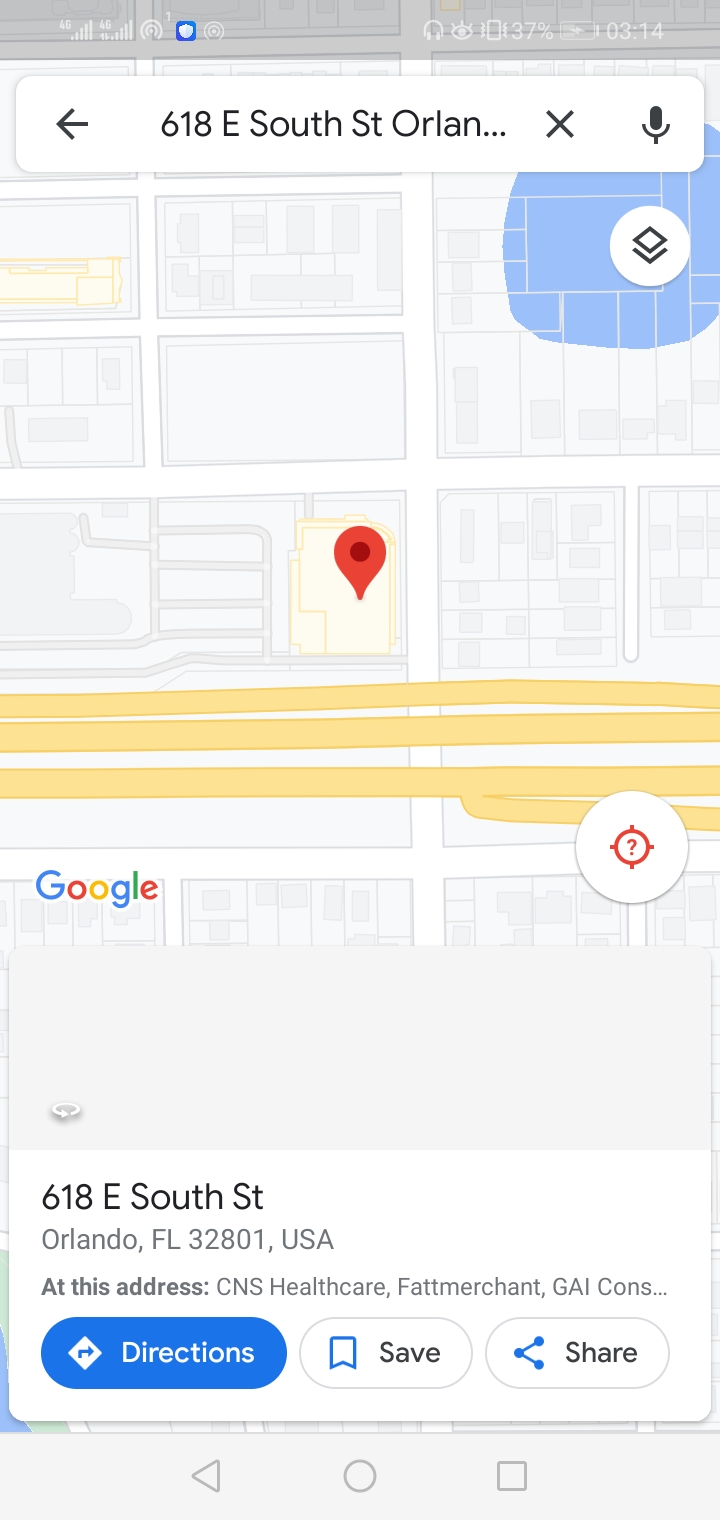 4G 4G 1 37% 03:14
618 E South St Orlan...
?
Google
618 E South St
Orlando, FL 32801, USA
At this address: CNS Healthcare, Fattmerchant, GAI Cons...
Directions Save Share